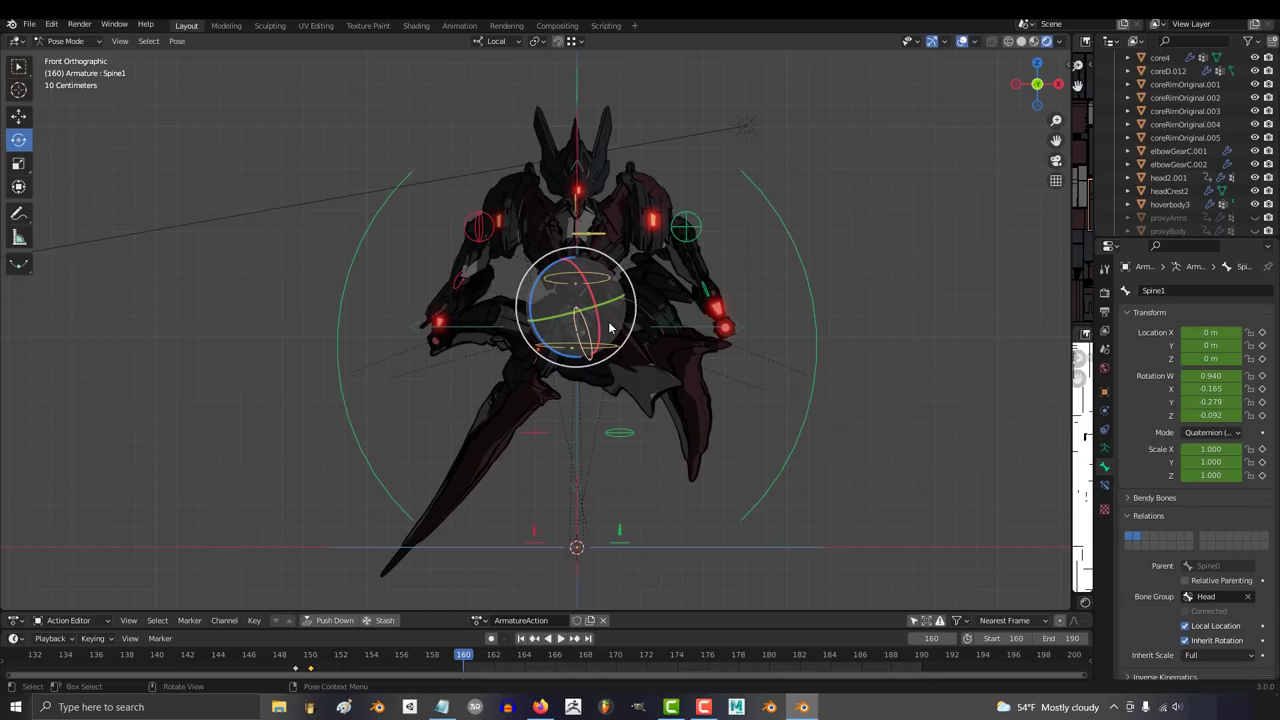 File Edit Render Window Help Layout Modeling Sculpting UV Editing Texture Paint Shading Animation Rendering Compositing Scripting Scene View Layer
Pose Mode View Select Pose Local
Front Orthographic
(160) Armature : Spine1
10 Centimeters
Z
Y
X
core4
coreD.012
coreRimOriginal.001
coreRimOriginal.002
coreRimOriginal.003
coreRimOriginal.004
coreRimOriginal.005
elbowGearC.001
elbowGearC.002
head2.001
headCrest2
hoverbody3
proxyArms
proxyBody
Arm... Arm... Spi...
Spine1
Transform
Location X 0 m
Y 0 m
Z 0 m
Rotation W 0.940
X -0.165
Y -0.279
Z -0.092
Mode Quaternion (...
Scale X 1.000
Y 1.000
Z 1.000
Bendy Bones
Relations
Parent Spine0
Relative Parenting
Bone Group Head
Connected
Local Location
Inherit Rotation
Inherit Scale Full
Inverse Kinematics
Action Editor View Select Marker Channel Key Push Down Stash ArmatureAction Nearest Frame
Playback Keying View Marker 160 Start 160 End 190
132 134 136 138 140 142 144 146 148 150 152 154 156 158 160 162 164 166 168 170 172 174 176 178 180 182 184 186 188 190 192 194 196 198 200
Select Box Select Rotate View Pose Context Menu 3.0.0
Type here to search 54°F Mostly cloudy